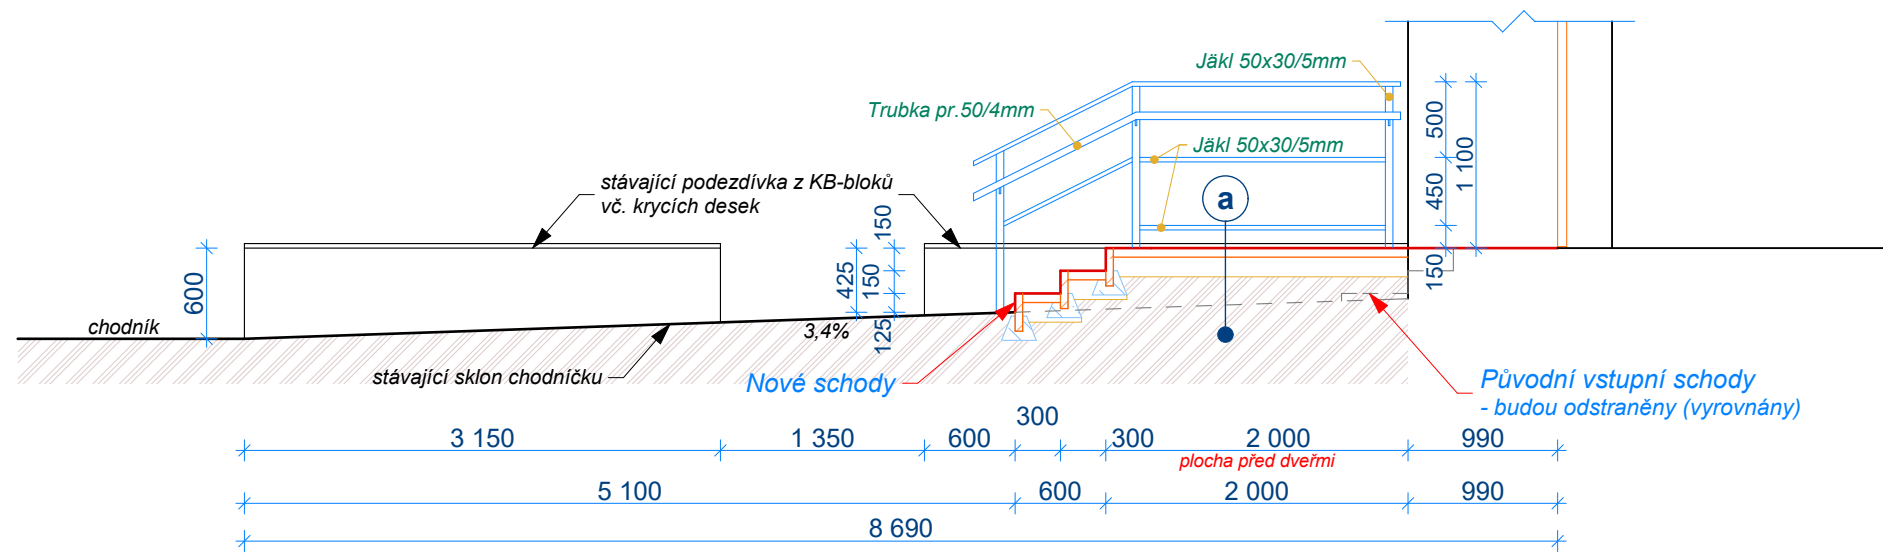 Jäkl 50x30/5mm
Trubka pr.50/4mm
Jäkl 50x30/5mm
500
1 100
450
150
stávající podezdívka z KB-bloků
vč. krycích desek
a
150
425
150
125
600
chodník
3,4%
stávající sklon chodníčku
Nové schody
Původní vstupní schody
- budou odstraněny (vyrovnány)
300
3 150
1 350
600
300
2 000
990
plocha před dveřmi
5 100
600
2 000
990
8 690